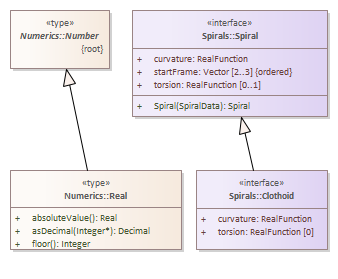 «type»
Numerics::Number
{root}
«interface»
Spirals::Spiral
+ curvature: RealFunction
+ startFrame: Vector [2..3] {ordered}
+ torsion: RealFunction [0..1]
+ Spiral(SpiralData): Spiral
«type»
Numerics::Real
+ absoluteValue(): Real
+ asDecimal(Integer*): Decimal
+ floor(): Integer
«interface»
Spirals::Clothoid
+ curvature: RealFunction
+ torsion: RealFunction [0]